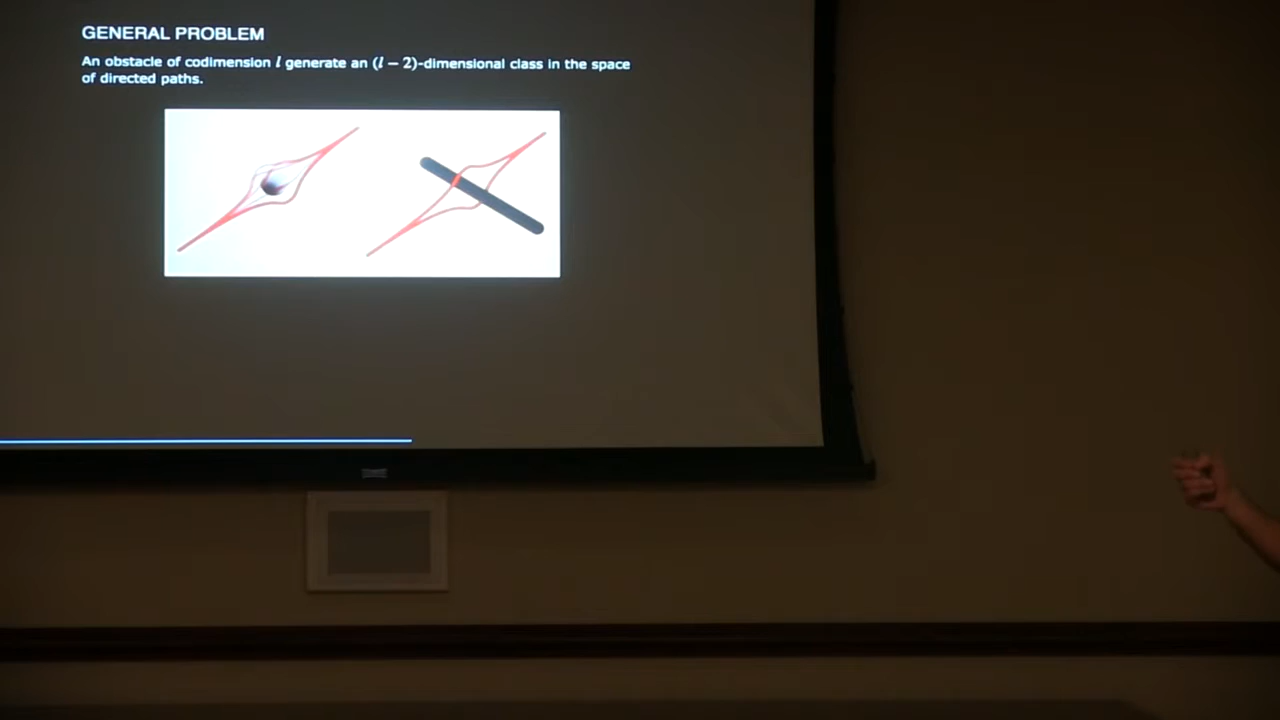 GENERAL PROBLEM
An obstacle of codimension l generate an (l − 2)-dimensional class in the space
of directed paths.